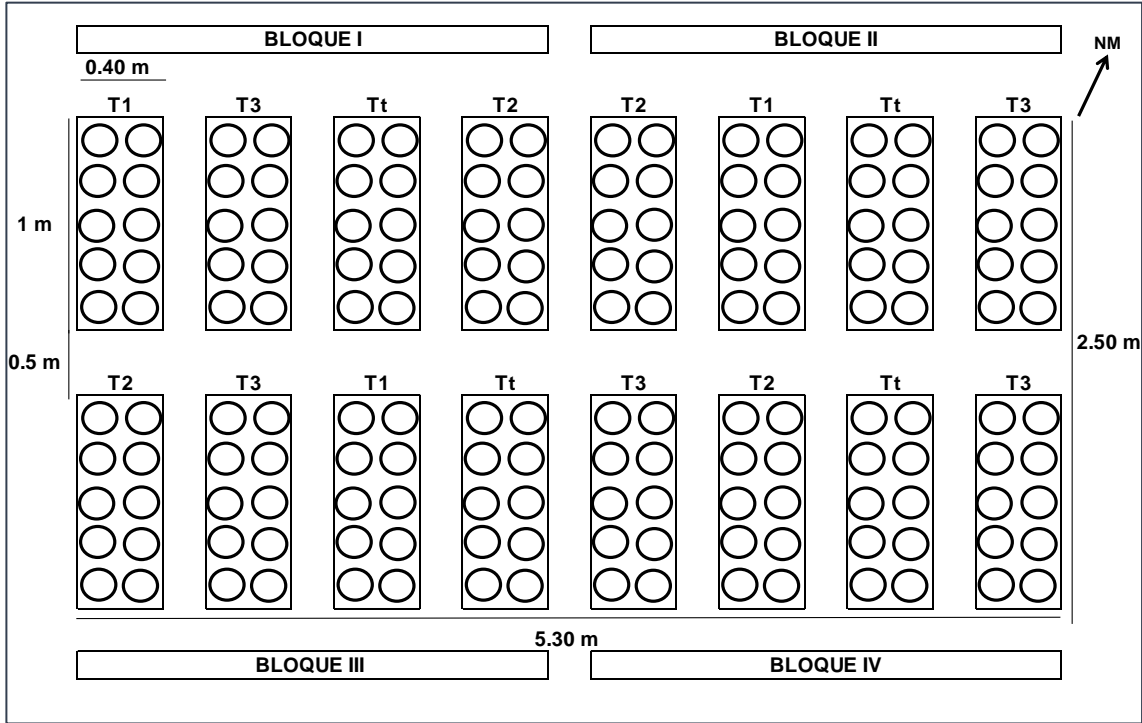 BLOQUE I BLOQUE II
NM
0.40 m
T1 T3 Tt T2 T2 T1 Tt T3
1 m
2.50 m
0.5 m
T2 T3 T1 Tt T3 T2 Tt T3
5.30 m
BLOQUE III BLOQUE IV